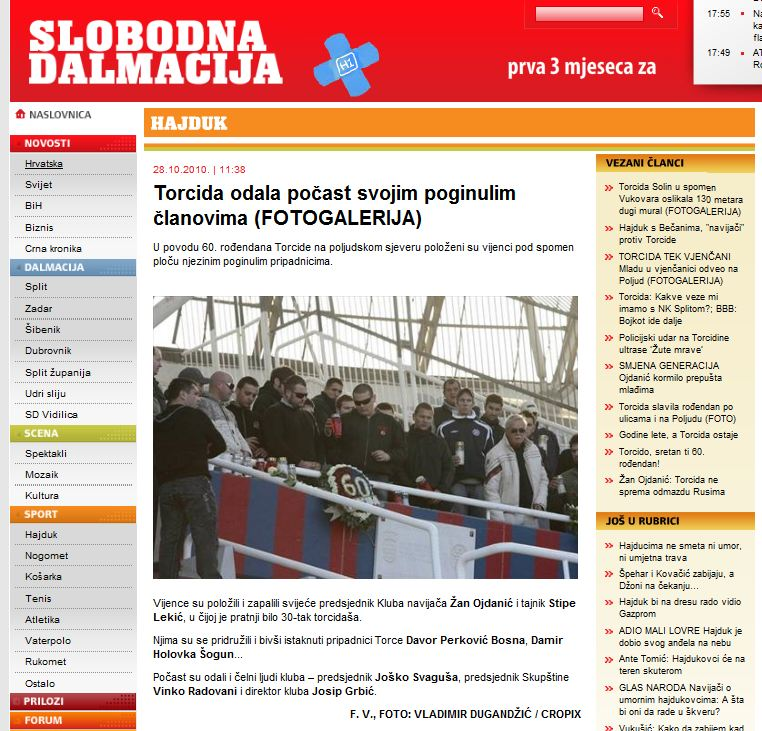 SLOBODNA
DALMACIJA
H1
prva 3 mjeseca za
17:55
17:49
NASLOVNICA
NOVOSTI
Hrvatska
Svijet
BiH
Biznis
Crna kronika
DALMACIJA
Split
Zadar
Šibenik
Dubrovnik
Split županija
Udri sliju
SD Vidilica
SCENA
Spektakli
Mozaik
Kultura
SPORT
Hajduk
Nogomet
Košarka
Tenis
Atletika
Vaterpolo
Rukomet
Ostalo
PRILOZI
FORUM
HAJDUK
28.10.2010. | 11:38
Torcida odala počast svojim poginulim
članovima (FOTOGALERIJA)
U povodu 60. rođendana Torcide na poljudskom sjeveru položeni su vijenci pod spomen
ploču njezinim poginulim pripadnicima.
60
Vijence su položili i zapalili svijeće predsjednik Kluba navijača Žan Ojdanić i tajnik Stipe
Lekić, u čijoj je pratnji bilo 30-tak torcidaša.
Njima su se pridružili i bivši istaknuti pripadnici Torce Davor Perković Bosna, Damir
Holovka Šogun...
Počast su odali i čelni ljudi kluba – predsjednik Joško Svaguša, predsjednik Skupštine
Vinko Radovani i direktor kluba Josip Grbić.
F. V., FOTO: VLADIMIR DUGANDŽIĆ / CROPIX
VEZANI ČLANCI
Torcida Solin u spomen
Vukovara oslikala 130 metara
dugi mural (FOTOGALERIJA)
Hajduk s Bečanima, "navijači"
protiv Torcide
TORCIDA TEK VJENČANI
Mladu u vjenčanici odveo na
Poljud (FOTOGALERIJA)
Torcida: Kakve veze mi
imamo s NK Splitom?; BBB:
Bojkot ide dalje
Policijski udar na Torcidine
ultrase 'Žute mrave'
SMJENA GENERACIJA
Ojdanić kormilo prepušta
mlađima
Torcida slavila rođendan po
ulicama i na Poljudu (FOTO)
Godine lete, a Torcida ostaje
Torcido, sretan ti 60.
rođendan!
Žan Ojdanić: Torcida ne
sprema odmazdu Rusima
JOŠ U RUBRICI
Hajducima ne smeta ni umor,
ni umjetna trava
Špehar i Kovačić zabijaju, a
Džoni na čekanju...
Hajduk bi na dresu rado vidio
Gazprom
ADIO MALI LOVRE Hajduk je
dobio svog anđela na nebu
Ante Tomić: Hajdukovci će na
teren skuterom
GLAS NARODA Navijači o
umornim hajdukovcima: A šta
bi oni da rade u škveru?
Vukušić: Kako da zabijem kad